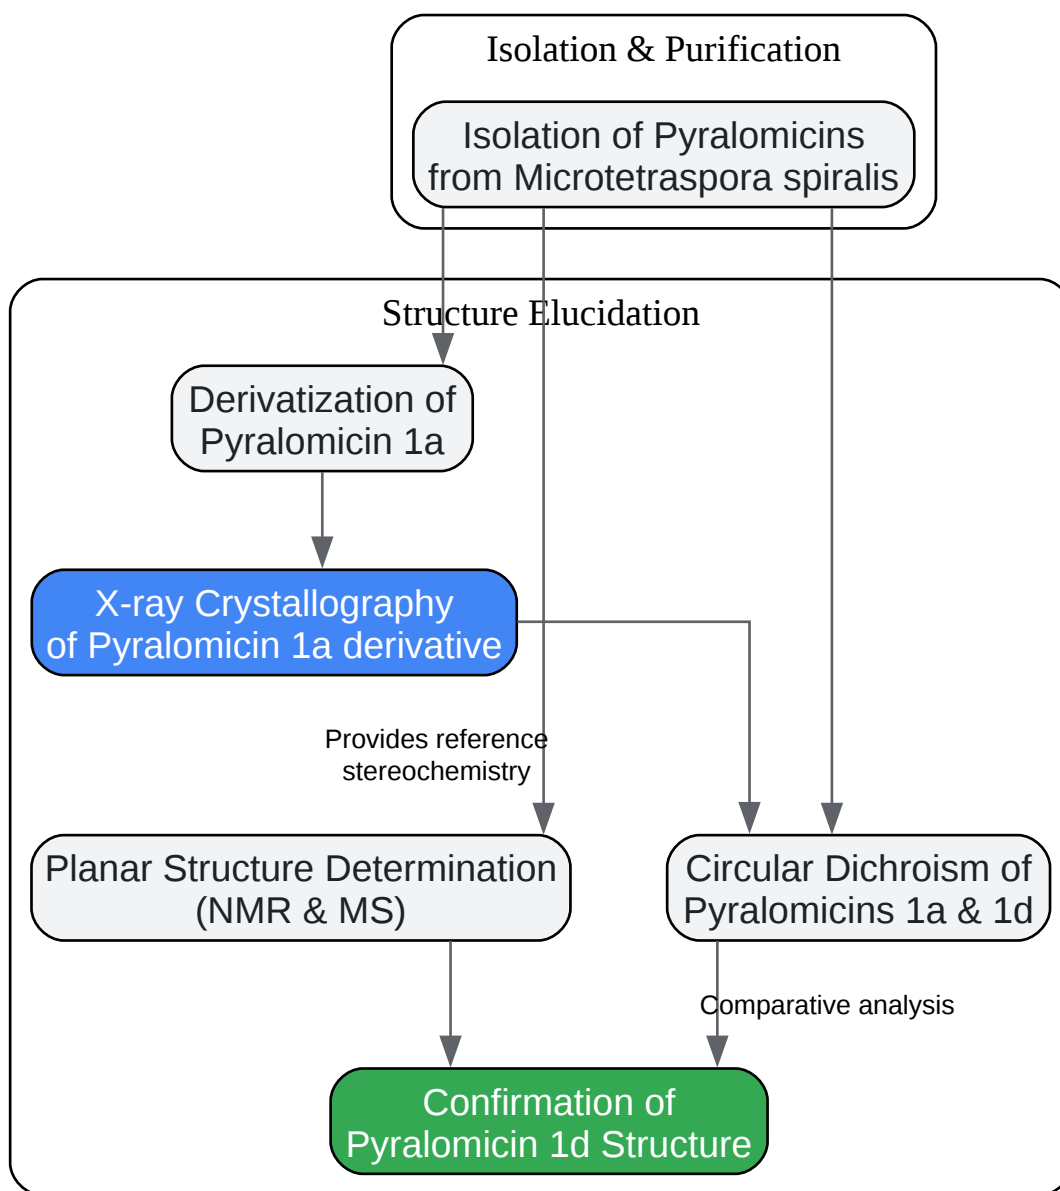 Isolation & Purification
Isolation of Pyralomicins
from Microtetraspora spiralis
Structure Elucidation
Derivatization of
Pyralomicin 1a
X-ray Crystallography
of Pyralomicin 1a derivative
Provides reference
stereochemistry
Planar Structure Determination
(NMR & MS)
Circular Dichroism of
Pyralomicins 1a & 1d
Comparative analysis
Confirmation of
Pyralomicin 1d Structure